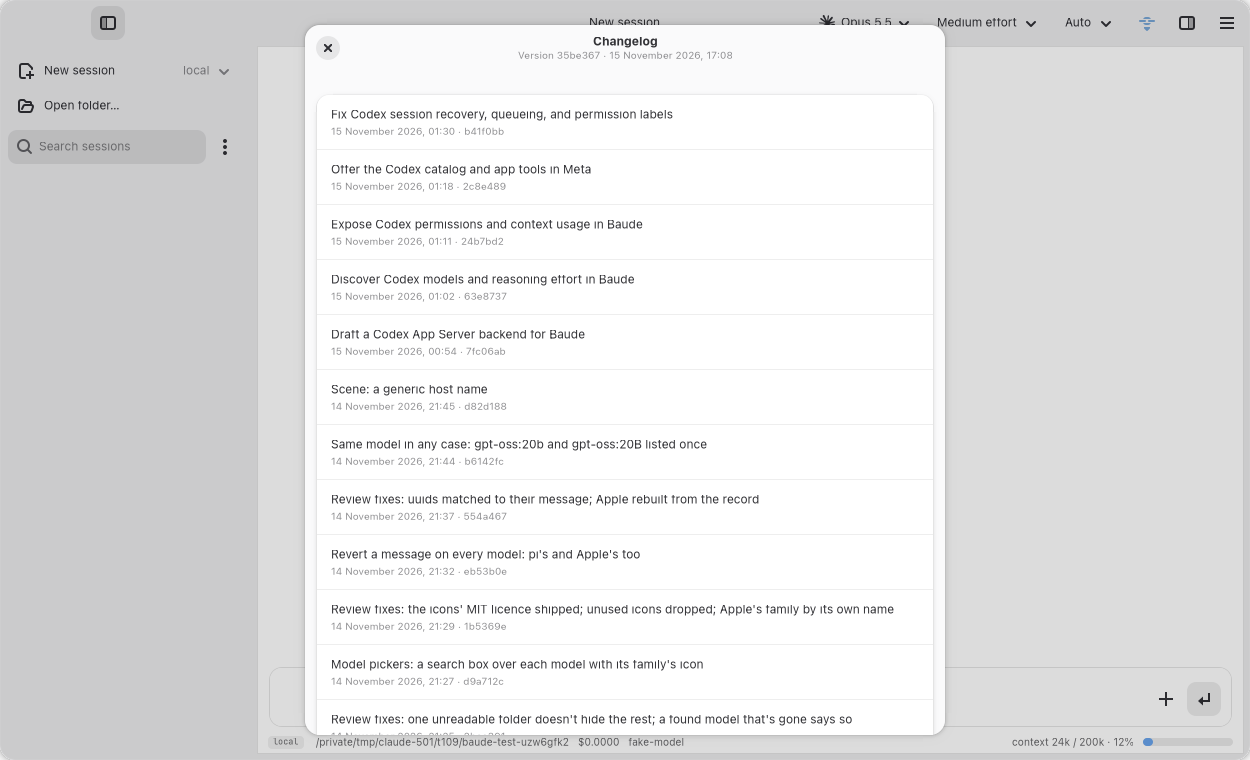 New session
Opus 5.5
Medium effort
Auto
New session
local
Open folder...
Search sessions
Changelog
Version 35be367 · 15 November 2026, 17:08
Fix Codex session recovery, queueing, and permission labels
15 November 2026, 01:30 · b41f0bb
Offer the Codex catalog and app tools in Meta
15 November 2026, 01:18 · 2c8e489
Expose Codex permissions and context usage in Baude
15 November 2026, 01:11 · 24b7bd2
Discover Codex models and reasoning effort in Baude
15 November 2026, 01:02 · 63e8737
Draft a Codex App Server backend for Baude
15 November 2026, 00:54 · 7fc06ab
Scene: a generic host name
14 November 2026, 21:45 · d82d188
Same model in any case: gpt-oss:20b and gpt-oss:20B listed once
14 November 2026, 21:44 · b6142fc
Review fixes: uuids matched to their message; Apple rebuilt from the record
14 November 2026, 21:37 · 554a467
Revert a message on every model: pi's and Apple's too
14 November 2026, 21:32 · eb53b0e
Review fixes: the icons' MIT licence shipped; unused icons dropped; Apple's family by its own name
14 November 2026, 21:29 · 1b5369e
Model pickers: a search box over each model with its family's icon
14 November 2026, 21:27 · d9a712c
Review fixes: one unreadable folder doesn't hide the rest; a found model that's gone says so
local
/private/tmp/claude-501/t109/baude-test-uzw6gfk2 $0.0000 fake-model
context 24k / 200k · 12%